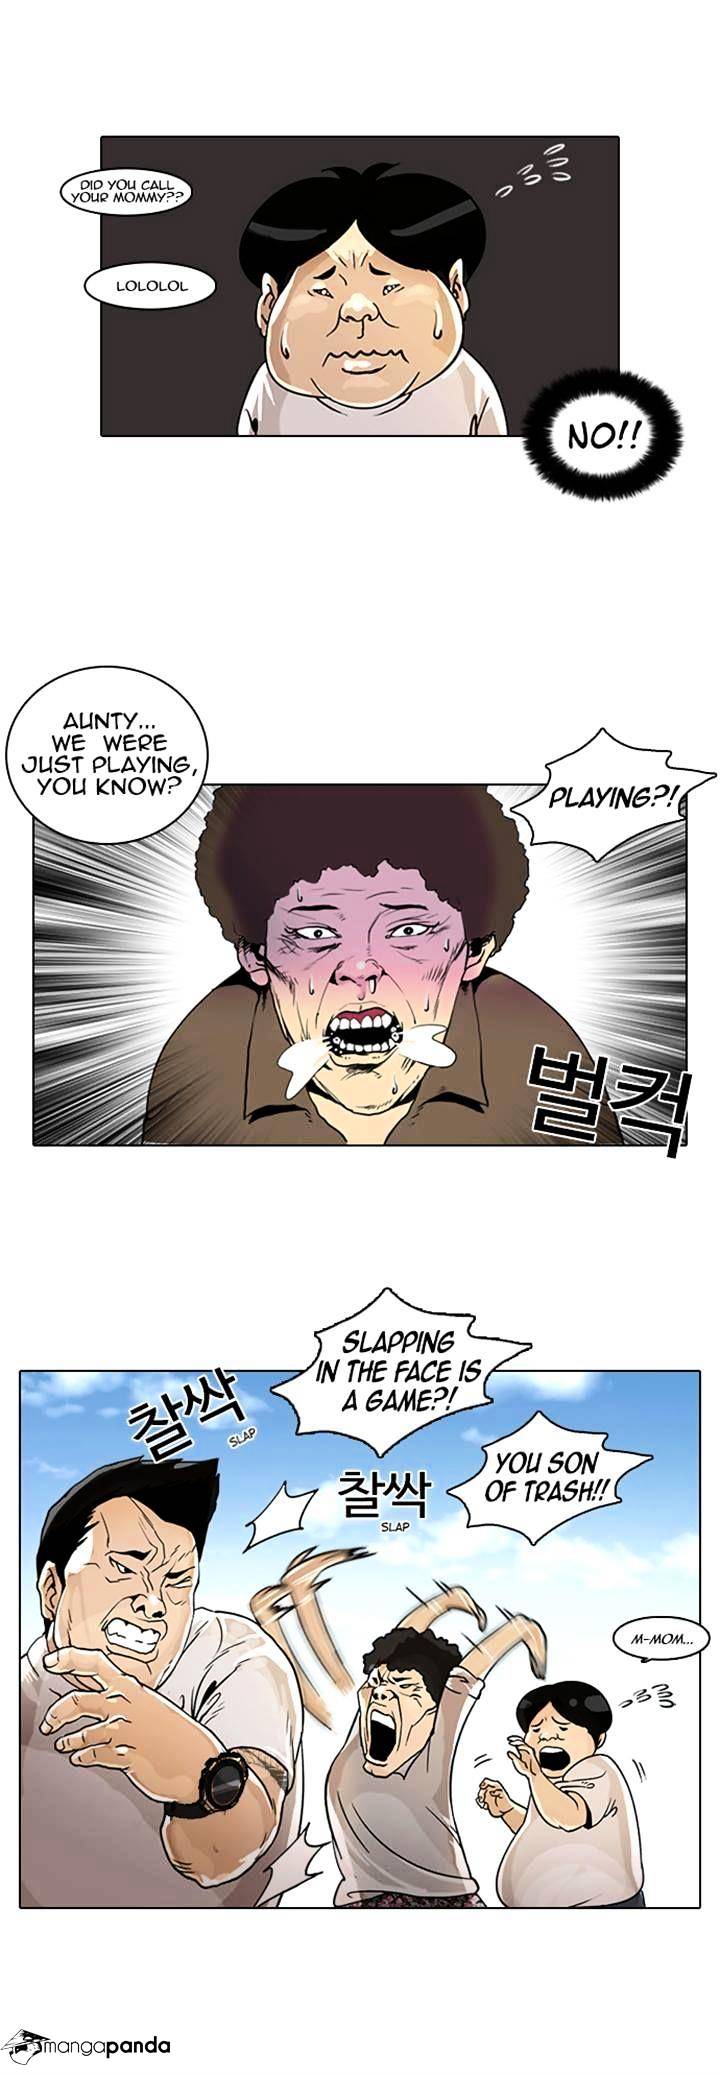 DID YOU CALL
YOUR MOMMY??
LOLOLOL
NO!!
AUNTY...
WE WERE
JUST PLAYING,
YOU KNOW?
PLAYING?!
벌컥
SLAPPING
IN THE FACE IS
A GAME?!
찰싹
SLAP
YOU SON
OF TRASH!!
찰싹
SLAP
M-MOM...
mangapanda